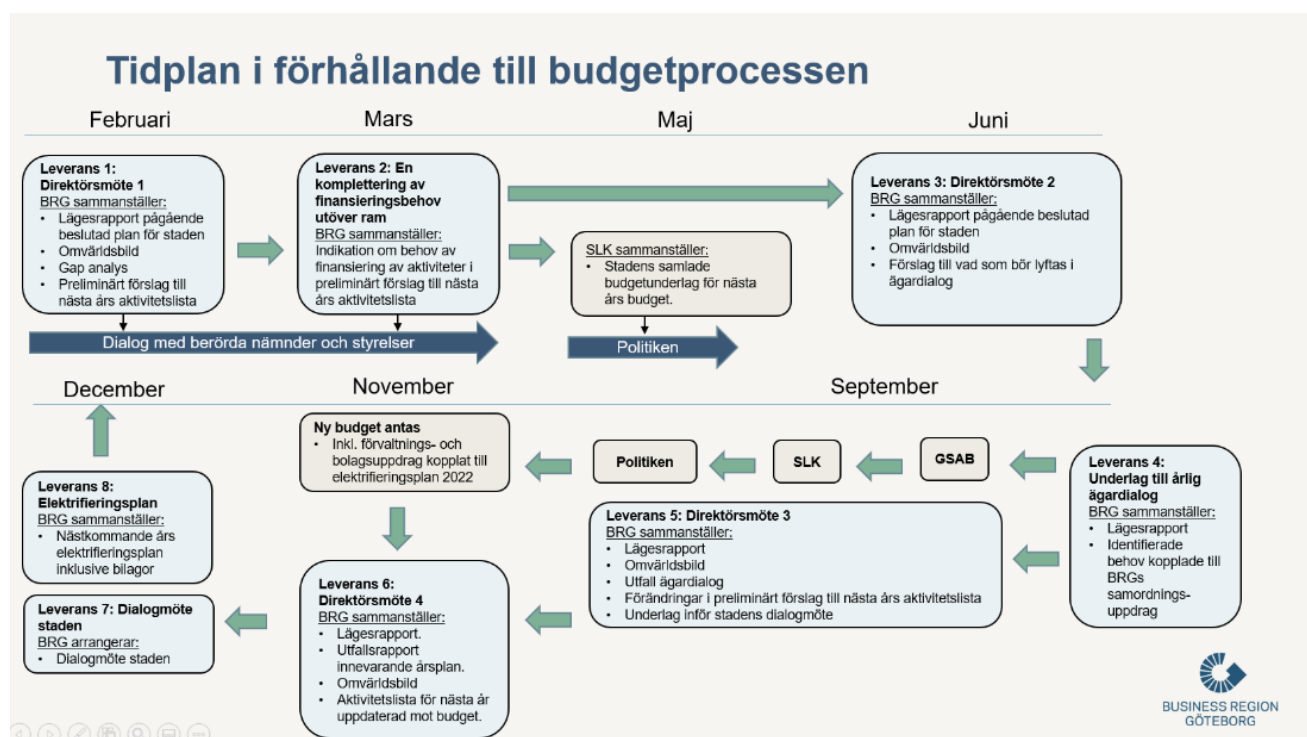 Tidplan i förhållande till budgetprocessen
Februari
Mars
Maj
Juni
Leverans 1:
Direktörsmöte 1
BRG sammanställer:
• Lägesrapport pågående
beslutad plan för staden
• Omvärldsbild
• Gap analys
• Preliminärt förslag till
nästa års aktivitetslista
Leverans 2: En
komplettering av
finansieringsbehov
utöver ram
BRG sammanställer:
Indikation om behov av
finansiering av aktiviteter i
preliminärt förslag till nästa
års aktivitetslista
SLK sammanställer:
• Stadens samlade
budgetunderlag för nästa
års budget.
Leverans 3: Direktörsmöte 2
BRG sammanställer:
• Lägesrapport pågående beslutad
plan för staden
• Omvärldsbild
• Förslag till vad som bör lyftas i
ägardialog
Dialog med berörda nämnder och styrelser
Politiken
December
November
September
Ny budget antas
• Inkl. förvaltnings- och
bolagsuppdrag kopplat till
elektrifieringsplan 2022
Politiken
SLK
GSAB
Leverans 4:
Underlag till årlig
ägardialog
BRG sammanställer:
• Lägesrapport
• Identifierade
behov kopplade till
BRGs
samordnings-
uppdrag
Leverans 5: Direktörsmöte 3
BRG sammanställer:
• Lägesrapport
• Omvärldsbild
• Utfall ägardialog
• Förändringar i preliminärt förslag till nästa års aktivitetslista
• Underlag inför stadens dialogmöte
Leverans 6:
Direktörsmöte 4
BRG sammanställer:
• Lägesrapport.
• Utfallsrapport
innevarande årsplan.
• Omvärldsbild
• Aktivitetslista för nästa år
uppdaterad mot budget.
Leverans 8:
Elektrifieringsplan
BRG sammanställer:
• Nästkommande års
elektrifieringsplan
inklusive bilagor
Leverans 7: Dialogmöte
staden
BRG arrangerar:
• Dialogmöte staden
BUSINESS REGION
GÖTEBORG